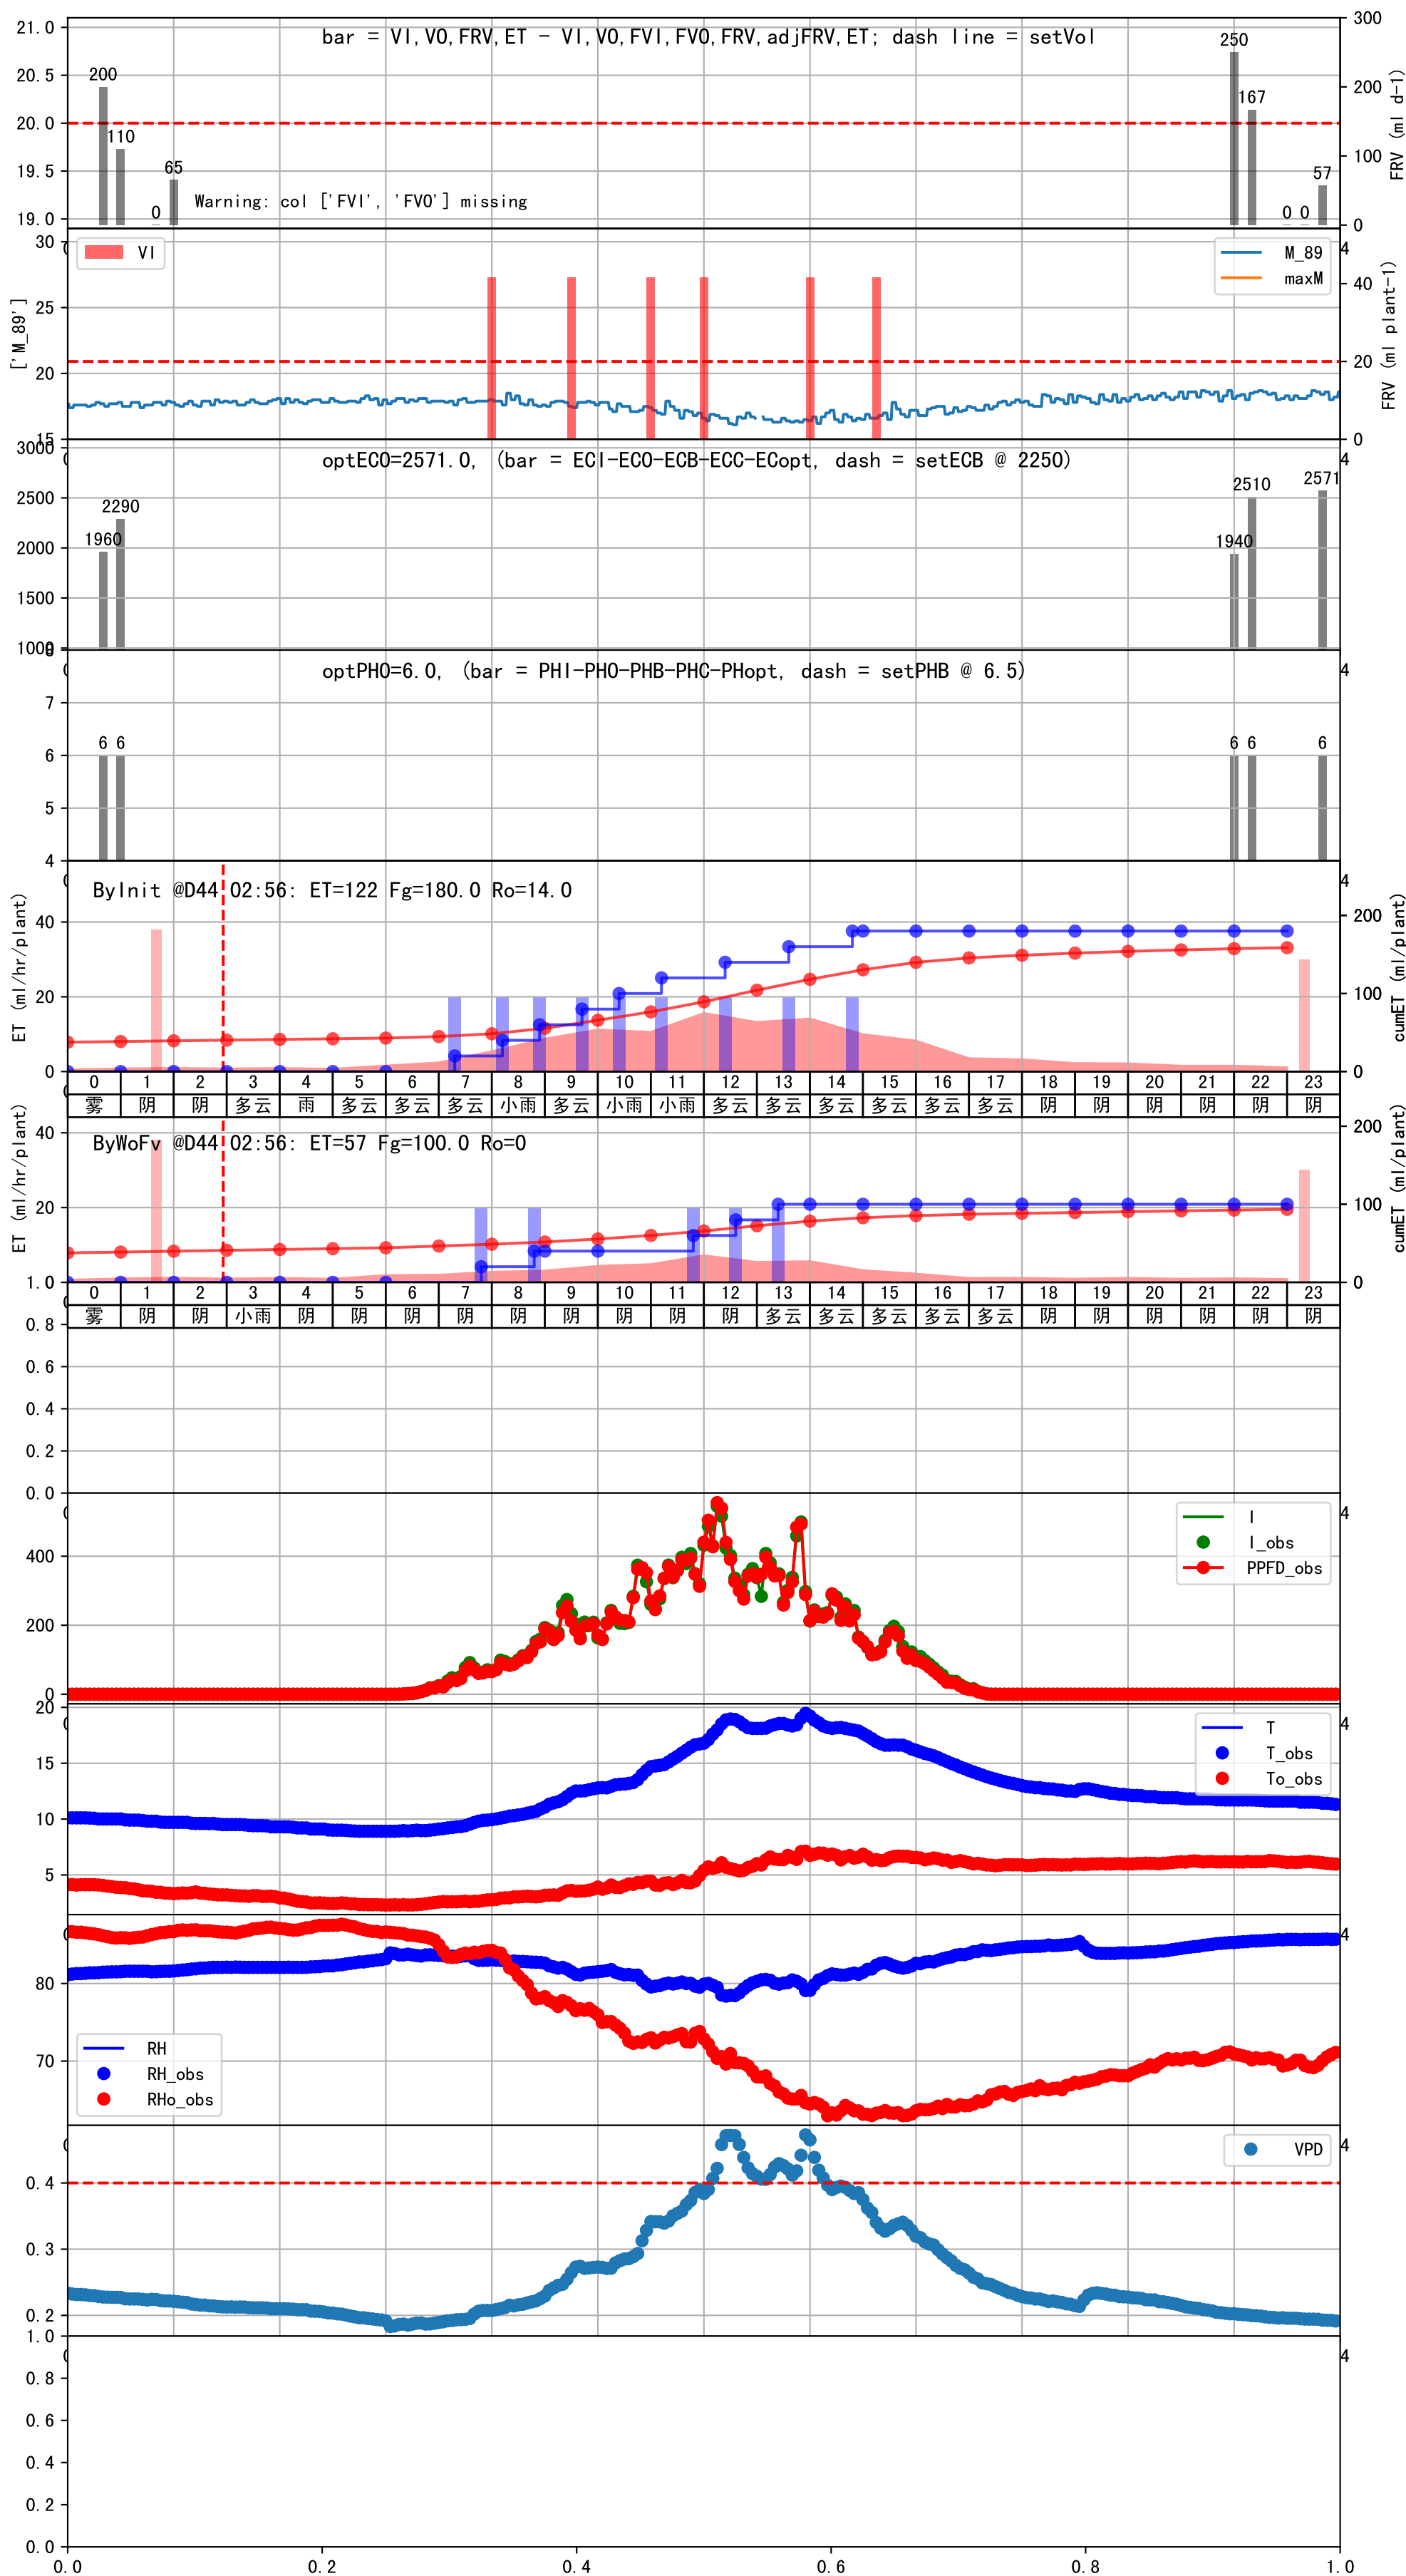 bar = VI,VO,FRV,ET - VI,VO,FVI,FVO,FRV,adjFRV,ET; dash line = setVol
21.0
20.5
20.0
19.5
19.0
200
110
0
65
Warning: col ['FVI', 'FVO'] missing
250
167
0
0
57
300
200
100
0
FRV (ml d-1)
['M_89']
30
25
20
15
VI
M_89
maxM
4
40
20
0
FRV (ml plant-1)
optECO=2571.0, (bar = ECI-ECO-ECB-ECC-ECopt, dash = setECB @ 2250)
3000
2500
2000
1500
1000
1960
2290
1940
2510
2571
4
optPHO=6.0, (bar = PHI-PHO-PHB-PHC-PHopt, dash = setPHB @ 6.5)
8
7
6
5
4
6
6
6
6
6
4
ByInit @D44 02:56: ET=122 Fg=180.0 Ro=14.0
ET (ml/hr/plant)
40
20
0
4
200
100
0
cumET (ml/plant)
0 1 2 3 4 5 6 7 8 9 10 11 12 13 14 15 16 17 18 19 20 21 22 23
雾 阴 阴 多云 雨 多云 多云 多云 小雨 多云 小雨 小雨 多云 多云 多云 多云 多云 多云 阴 阴 阴 阴 阴 阴
ByWoFv @D44 02:56: ET=57 Fg=100.0 Ro=0
ET (ml/hr/plant)
40
20
200
100
0
cumET (ml/plant)
0 1 2 3 4 5 6 7 8 9 10 11 12 13 14 15 16 17 18 19 20 21 22 23
雾 阴 阴 小雨 阴 阴 阴 阴 阴 阴 阴 阴 阴 多云 多云 多云 多云 多云 阴 阴 阴 阴 阴 阴
1.0
0.8
0.6
0.4
0.2
0.0
4
I
I_obs
PPFD_obs
400
200
0
4
T
T_obs
To_obs
20
15
10
5
4
80
70
RH
RH_obs
RHo_obs
4
VPD
0.4
0.3
0.2
4
1.0
0.8
0.6
0.4
0.2
0.0
0.0 0.2 0.4 0.6 0.8 1.0